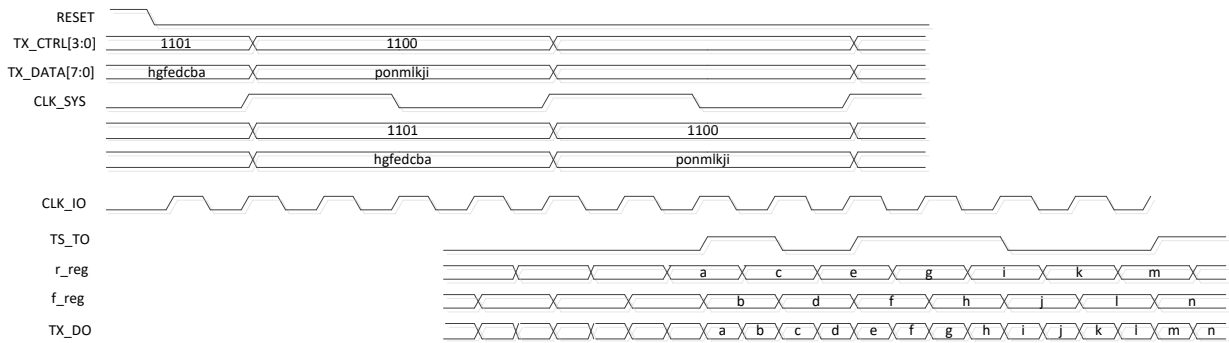 RESET
TX_CTRL[3:0] 1101 1100
TX_DATA[7:0] hgfedcba ponmlkji
CLK_SYS
1101 1100
hgfedcba ponmlkji
CLK_IO
TS_TO
r_reg a c e g i k m
f_reg b d f h j l n
TX_DO a b c d e f g h i j k l m n